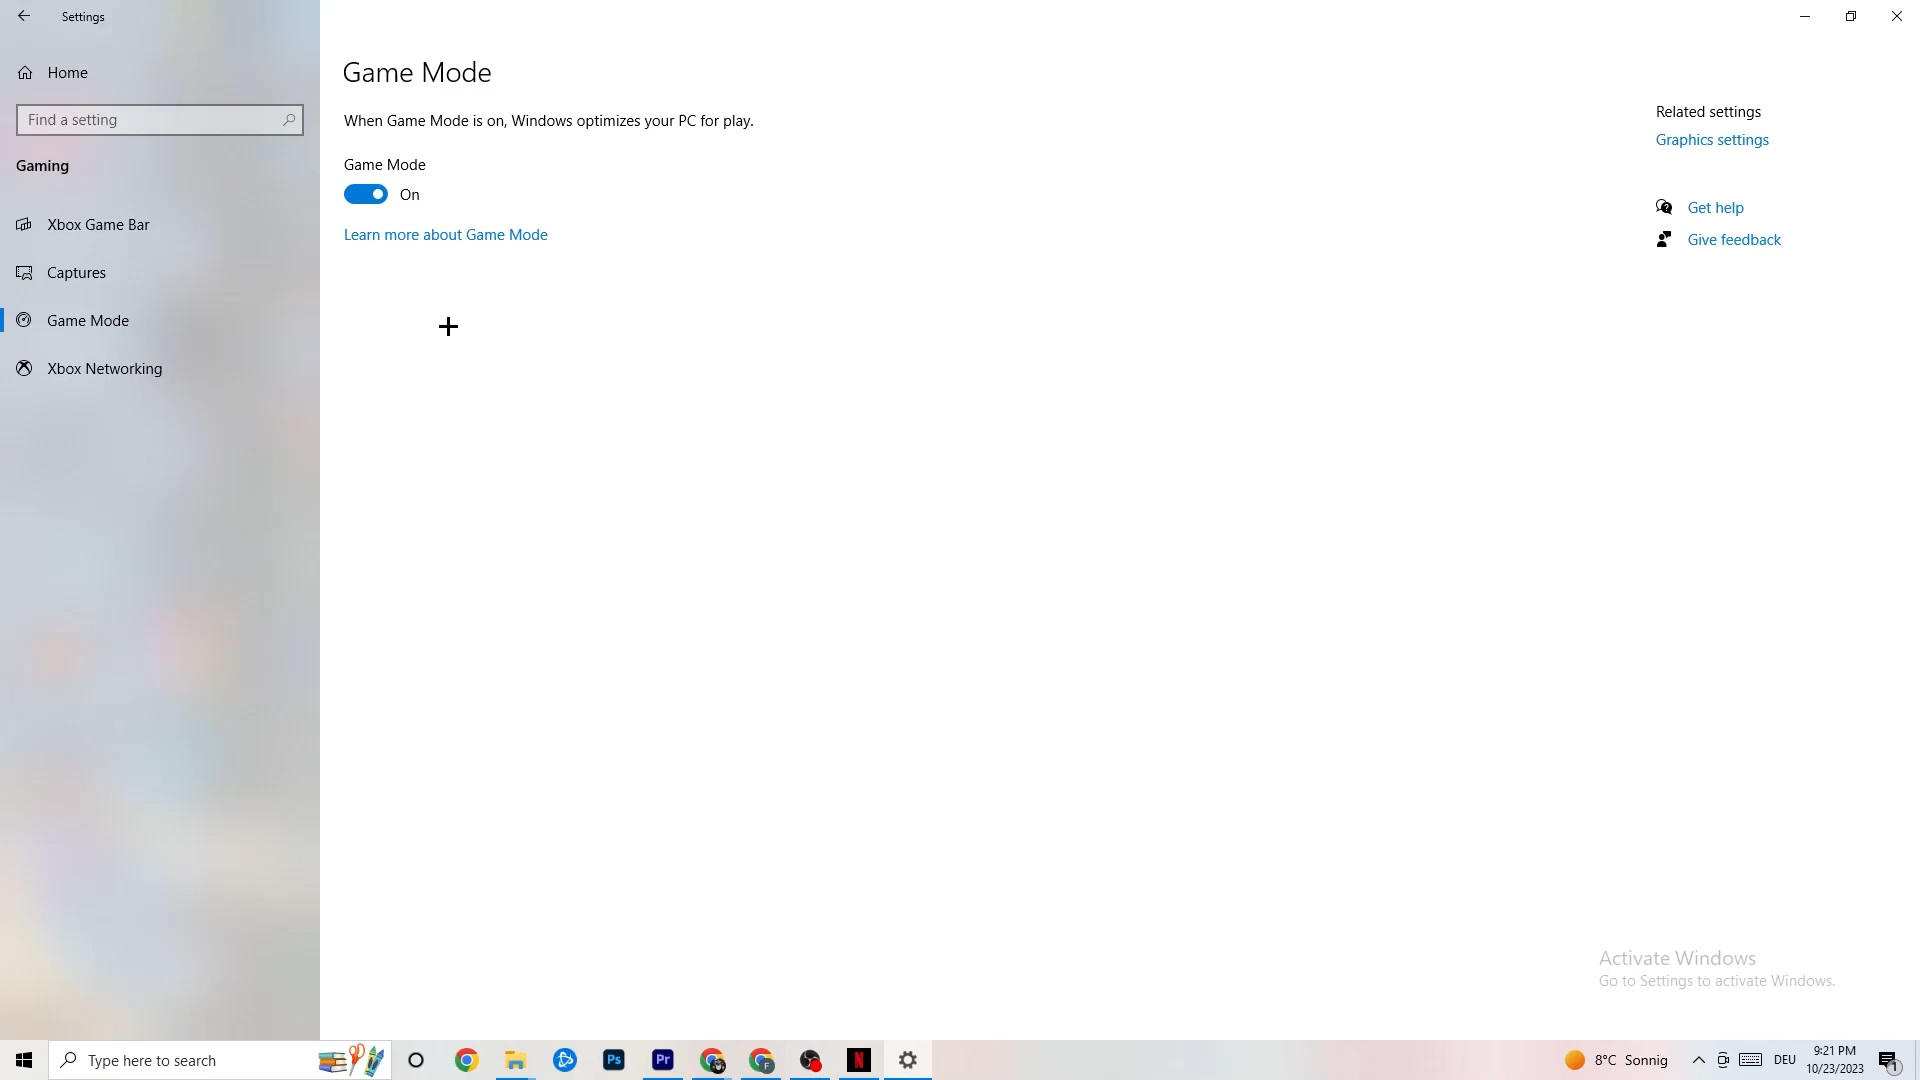 Settings
Home
Find a setting
Gaming
Xbox Game Bar
Captures
Game Mode
Xbox Networking
Game Mode
When Game Mode is on, Windows optimizes your PC for play.
Game Mode
On
Learn more about Game Mode
Related settings
Graphics settings
Get help
Give feedback
Activate Windows
Go to Settings to activate Windows.
Type here to search
Ps
Pr
F
N
8°C Sonnig
DEU
9:21 PM
10/23/2023
1